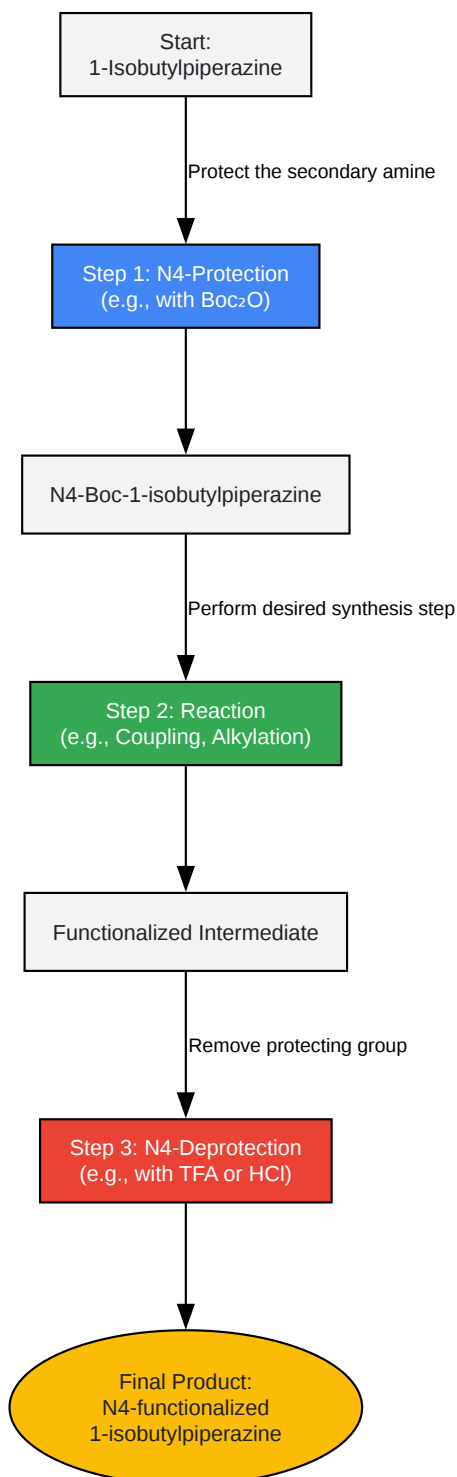 Start:
1-Isobutylpiperazine
Protect the secondary amine
Step 1: N4-Protection
(e.g., with Boc₂O)
N4-Boc-1-isobutylpiperazine
Perform desired synthesis step
Step 2: Reaction
(e.g., Coupling, Alkylation)
Functionalized Intermediate
Remove protecting group
Step 3: N4-Deprotection
(e.g., with TFA or HCl)
Final Product:
N4-functionalized
1-isobutylpiperazine